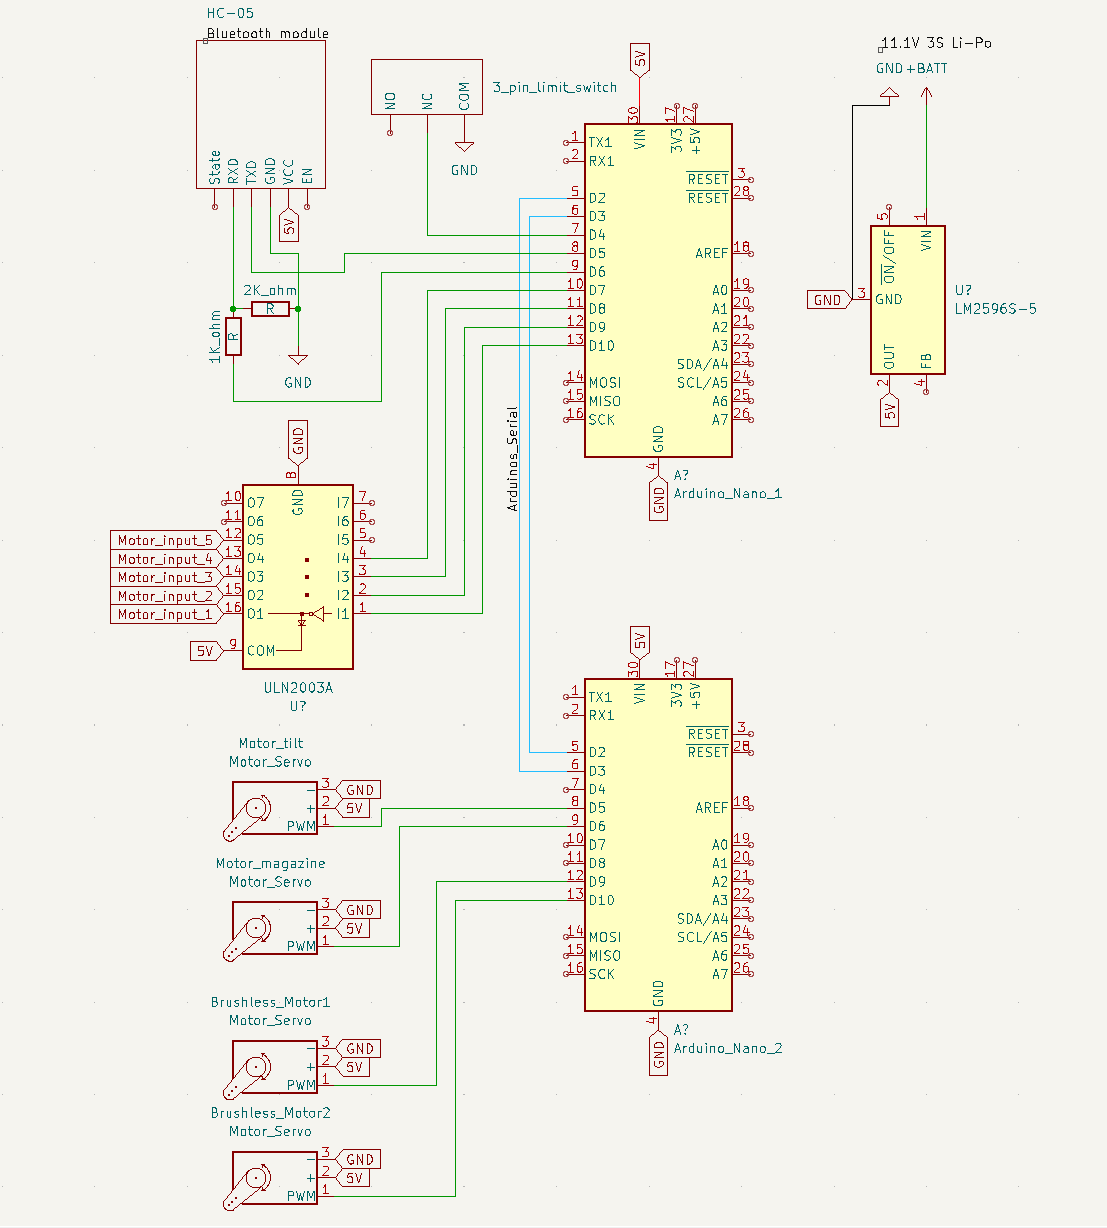 HC-05
Bluetooth module
State
RXD
TXD
GND
VCC
EN
5V
2K_ohm
R
1K_ohm
R
GND
NO
NC
COM
3_pin_limit_switch
GND
5V
30
17
27
VIN
3V3
+5V
1 TX1
2 RX1
RESET 3
RESET 28
5 D2
6 D3
7 D4
8 D5
AREF 18
9 D6
10 D7
A0 19
11 D8
A1 20
12 D9
A2 21
13 D10
A3 22
SDA/A4 23
14 MOSI
SCL/A5 24
15 MISO
A6 25
16 SCK
A7 26
GND
4
GND
A?
Arduino_Nano_1
11.1V 3S Li-Po
GND +BATT
5
1
ON/OFF
VIN
GND
3 GND
U?
LM2596S-5
OUT
FB
2
4
5V
Arduinos_Serial
GND
8
GND
10 O7
I7 7
11 O6
I6 6
Motor_input_5 12 O5
I5 5
Motor_input_4 13 O4
I4 4
Motor_input_3 14 O3
I3 3
Motor_input_2 15 O2
I2 2
Motor_input_1 16 O1
I1 1
5V 9 COM
ULN2003A
U?
5V
30
17
27
VIN
3V3
+5V
1 TX1
2 RX1
RESET 3
RESET 28
5 D2
6 D3
7 D4
8 D5
AREF 18
9 D6
10 D7
A0 19
11 D8
A1 20
12 D9
A2 21
13 D10
A3 22
SDA/A4 23
14 MOSI
SCL/A5 24
15 MISO
A6 25
16 SCK
A7 26
GND
4
GND
A?
Arduino_Nano_2
Motor_tilt
Motor_Servo
- 3 GND
+ 2 5V
PWM 1
Motor_magazine
Motor_Servo
- 3 GND
+ 2 5V
PWM 1
Brushless_Motor1
Motor_Servo
- 3 GND
+ 2 5V
PWM 1
Brushless_Motor2
Motor_Servo
- 3 GND
+ 2 5V
PWM 1